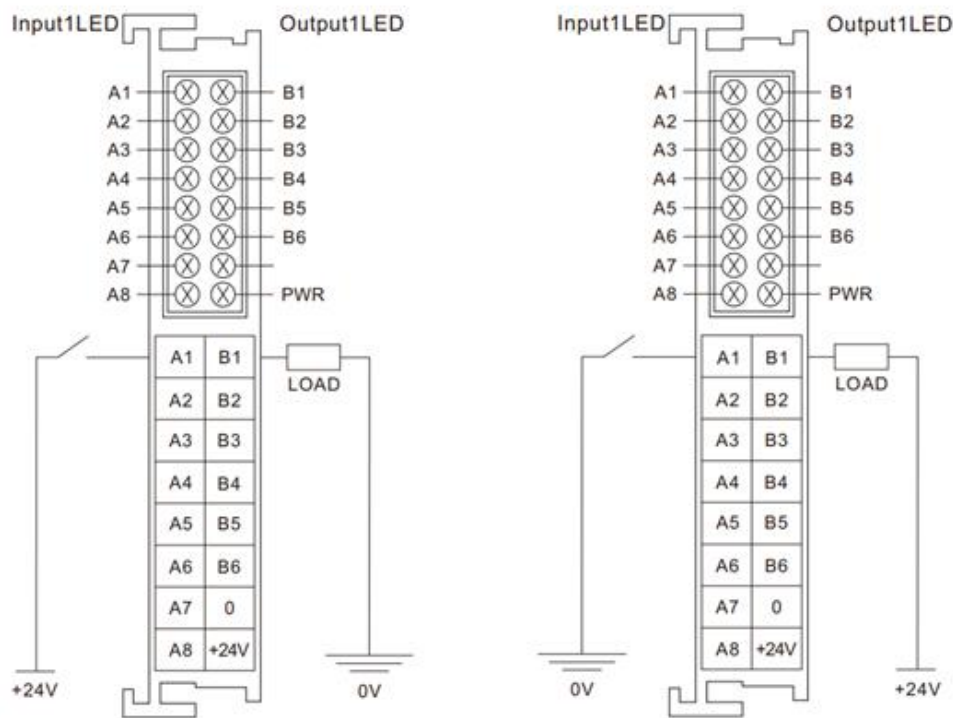 Input1LED Output1LED
A1 B1
A2 B2
A3 B3
A4 B4
A5 B5
A6 B6
A7
A8 PWR
A1 B1
LOAD
A2 B2
A3 B3
A4 B4
A5 B5
A6 B6
A7 0
A8 +24V
+24V 0V
Input1LED Output1LED
A1 B1
A2 B2
A3 B3
A4 B4
A5 B5
A6 B6
A7
A8 PWR
A1 B1
LOAD
A2 B2
A3 B3
A4 B4
A5 B5
A6 B6
A7 0
A8 +24V
0V +24V